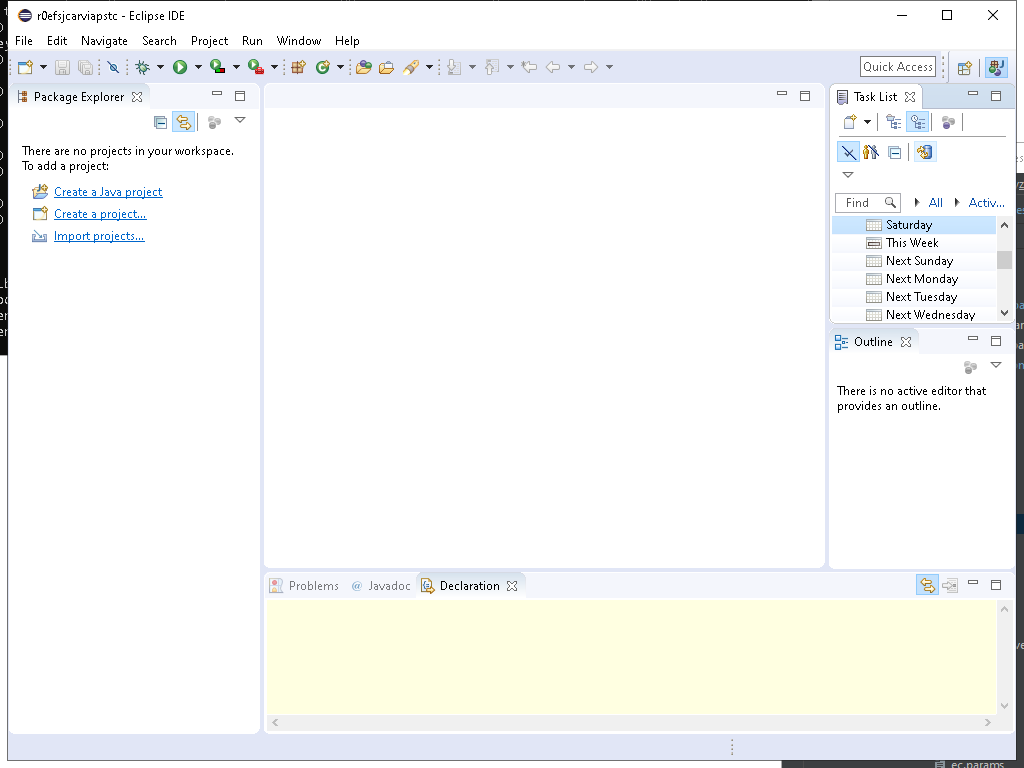 r0efsjcarviapstc - Eclipse IDE
File Edit Navigate Search Project Run Window Help
Quick Access
Package Explorer
There are no projects in your workspace.
To add a project:
Create a Java project
Create a project...
Import projects...
Task List
Find All Activ...
Saturday
This Week
Next Sunday
Next Monday
Next Tuesday
Next Wednesday
Outline
There is no active editor that
provides an outline.
Problems @ Javadoc Declaration
ec.params